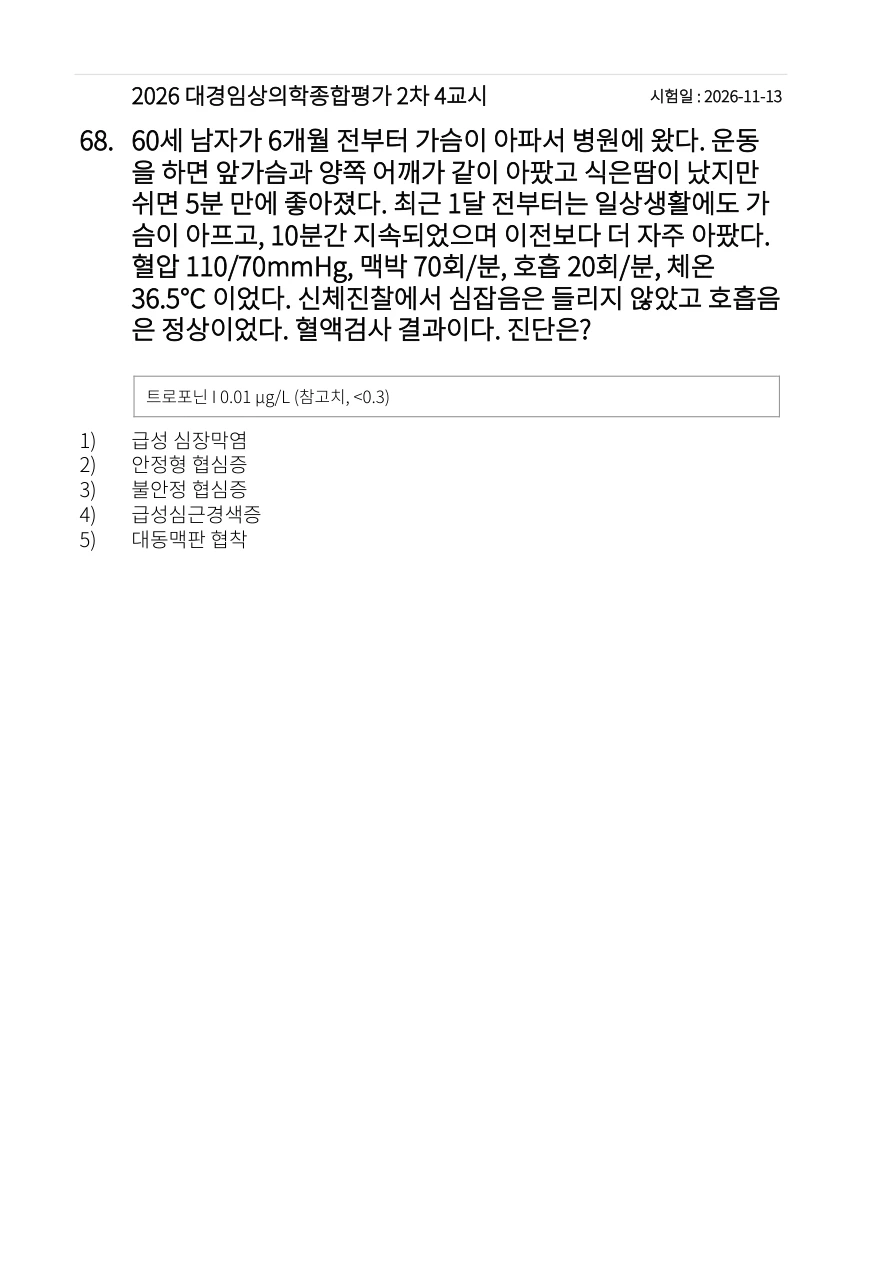 2026 대경임상의학종합평가 2차 4교시 시험일 : 2026-11-13
68. 60세 남자가 6개월 전부터 가슴이 아파서 병원에 왔다. 운동
을 하면 앞가슴과 양쪽 어깨가 같이 아팠고 식은땀이 났지만
쉬면 5분 만에 좋아졌다. 최근 1달 전부터는 일상생활에도 가
슴이 아프고, 10분간 지속되었으며 이전보다 더 자주 아팠다.
혈압 110/70mmHg, 맥박 70회/분, 호흡 20회/분, 체온
36.5℃ 이었다. 신체진찰에서 심잡음은 들리지 않았고 호흡음
은 정상이었다. 혈액검사 결과이다. 진단은?
트로포닌 I 0.01 μg/L (참고치, <0.3)
1) 급성 심장막염
2) 안정형 협심증
3) 불안정 협심증
4) 급성심근경색증
5) 대동맥판 협착